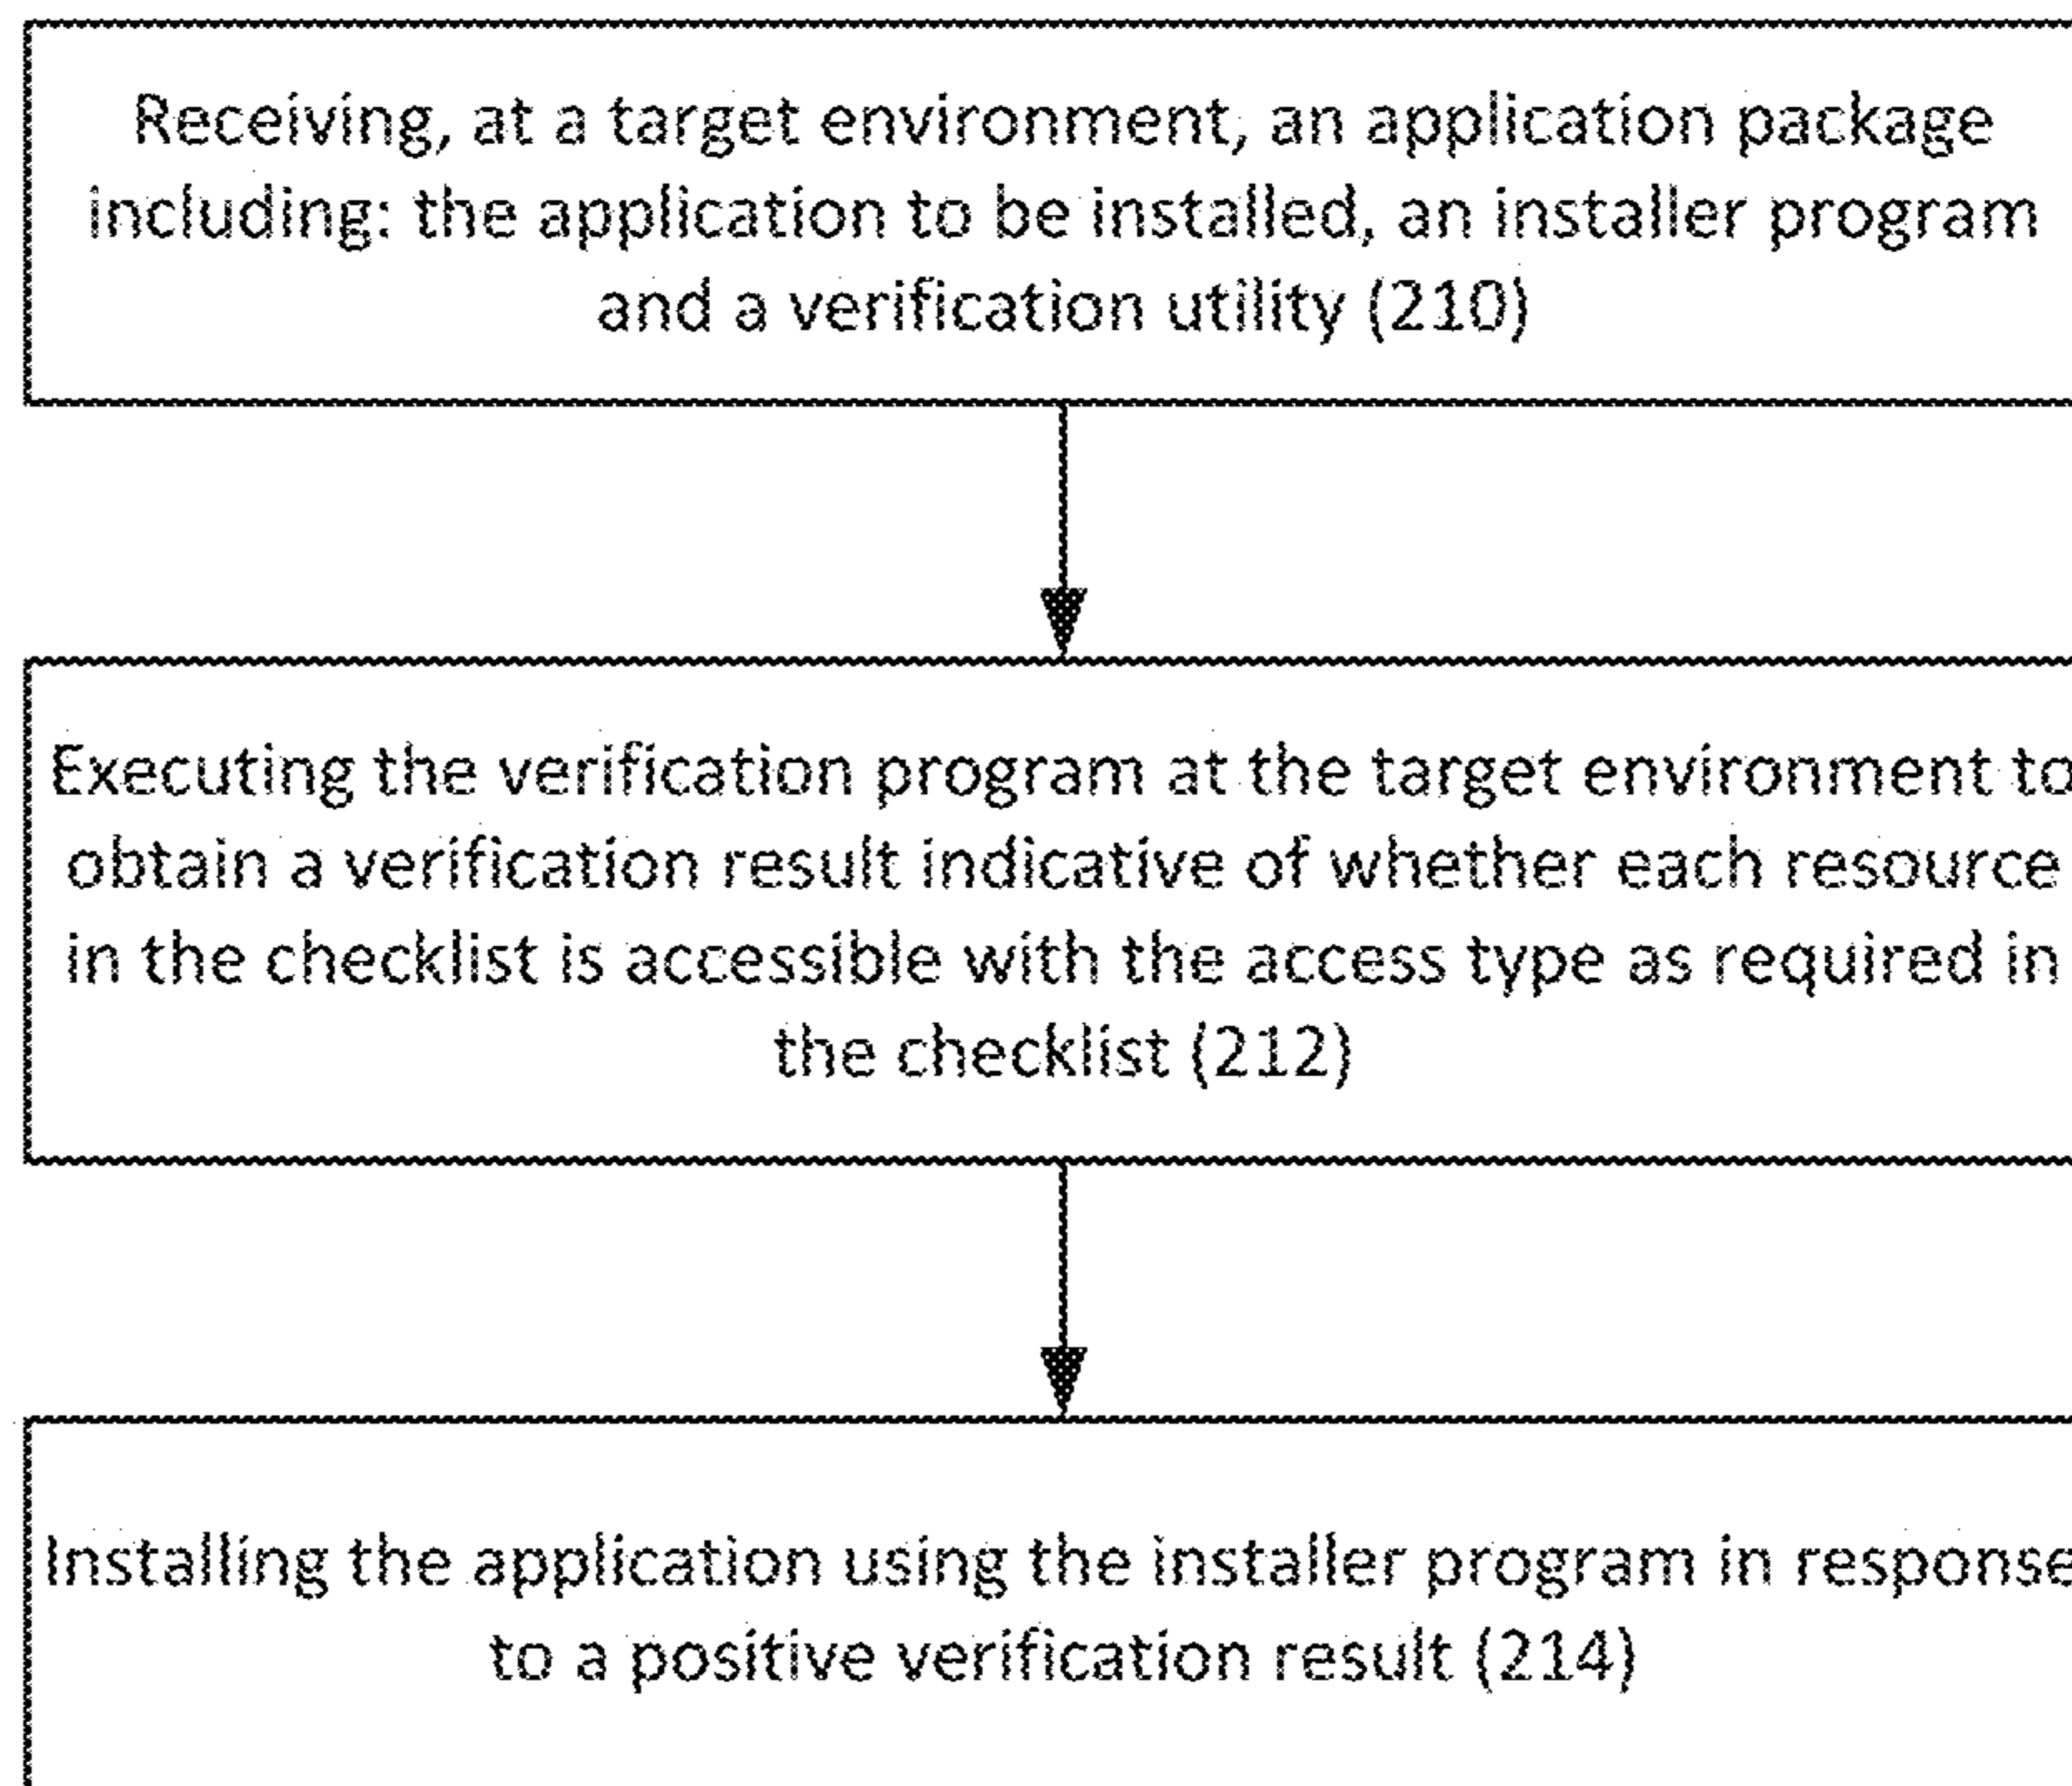 Receiving, at a target environment, an application package
including: the application to be installed, an installer program
and a verification utility (210)
Executing the verification program at the target environment to
obtain a verification result indicative of whether each resource
in the checklist is accessible with the access type as required in
the checklist (212)
Installing the application using the installer program in response
to a positive verification result (214)